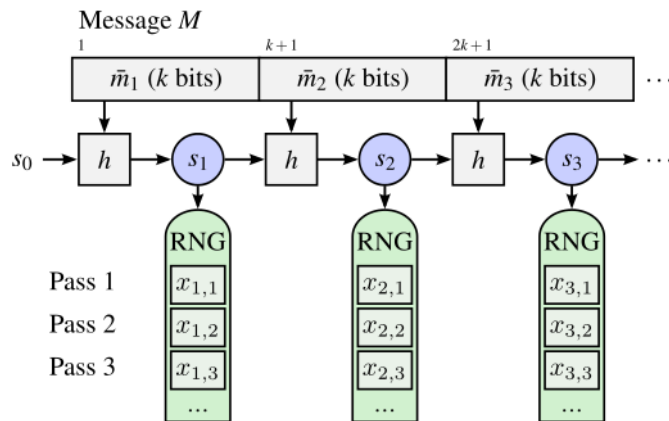 Message M
1 k+1 2k+1
m̄₁ (k bits) m̄₂ (k bits) m̄₃ (k bits) ...
s₀ h s₁ h s₂ h s₃ ...
RNG RNG RNG
Pass 1 x₁,₁ x₂,₁ x₃,₁
Pass 2 x₁,₂ x₂,₂ x₃,₂
Pass 3 x₁,₃ x₂,₃ x₃,₃
... ... ...